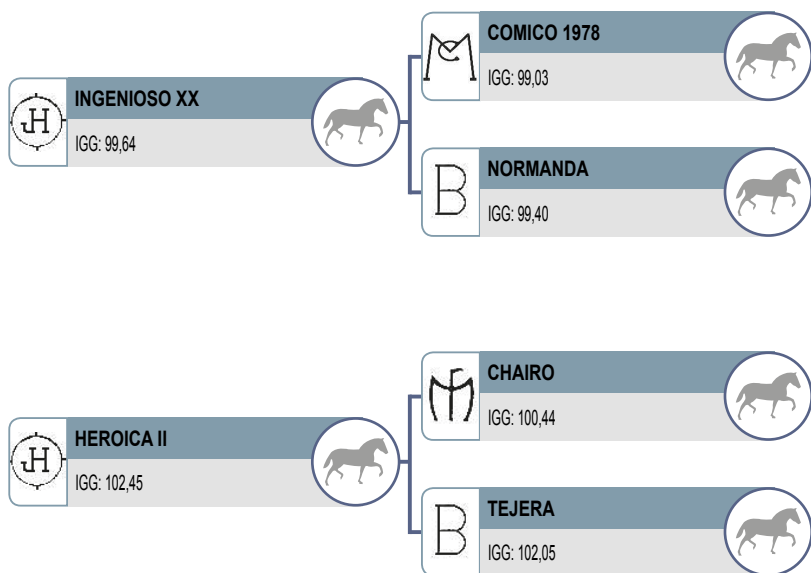 COMICO 1978
IGG: 99,03
INGENIOSO XX
IGG: 99,64
NORMANDA
IGG: 99,40
B
CHAIRO
IGG: 100,44
HEROICA II
IGG: 102,45
TEJERA
IGG: 102,05
B